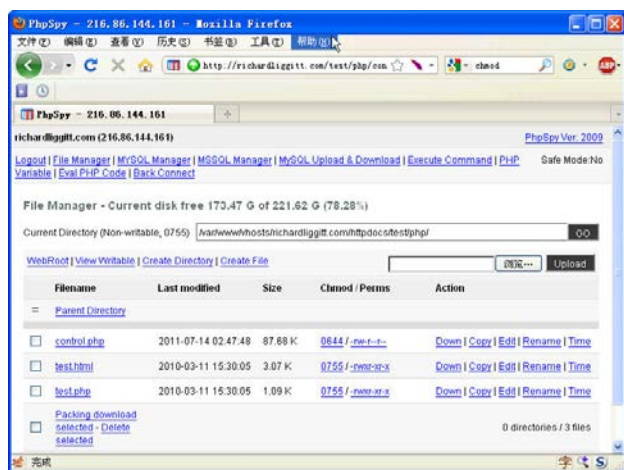 PhpSpy - 216.86.144.161 - Mozilla Firefox
文件(F) 编辑(E) 查看(V) 历史(S) 书签(B) 工具(T) 帮助(H)
http://richardliggitt.com/test/php/con chmod ABP
PhpSpy - 216.86.144.161
richardliggitt.com (216.86.144.161) PhpSpy Ver: 2009
Logout | File Manager | MYSQL Manager | MSSQL Manager | MySQL Upload & Download | Execute Command | PHP Safe Mode:No
Variable | Eval PHP Code | Back Connect
File Manager - Current disk free 173.47 G of 221.62 G (78.28%)
Current Directory (Non-writable, 0755) /var/www/vhosts/richardliggitt.com/httpdocs/test/php/ GO
WebRoot | View Writable | Create Directory | Create File 浏览… Upload
Filename Last modified Size Chmod / Perms Action
= Parent Directory
control.php 2011-07-14 02:47:48 87.68 K 0644 / -rw-r--r-- Down | Copy | Edit | Rename | Time
test.html 2010-03-11 15:30:05 3.07 K 0755 / -rwxr-xr-x Down | Copy | Edit | Rename | Time
test.php 2010-03-11 15:30:05 1.09 K 0755 / -rwxr-xr-x Down | Copy | Edit | Rename | Time
Packing download
selected - Delete
selected
0 directories / 3 files
完成 字 S